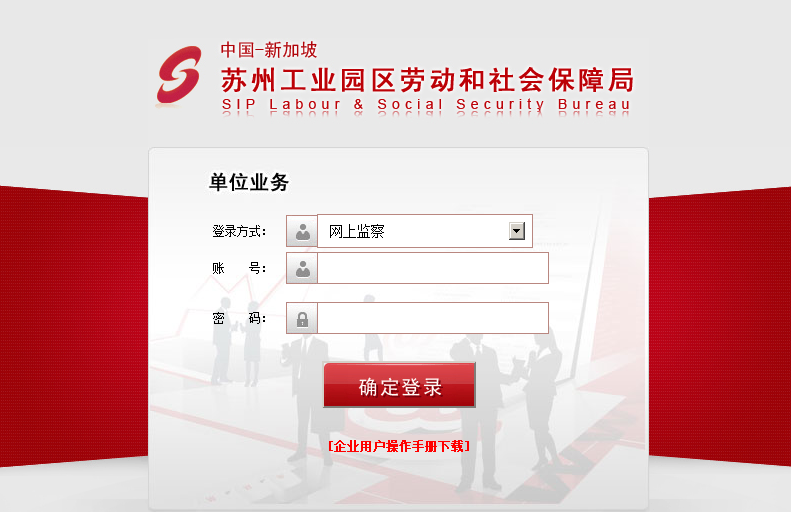 中国-新加坡
苏州工业园区劳动和社会保障局
SIP Labour & Social Security Bureau
单位业务
登录方式： 网上监察
账 号：
密 码：
确定登录
[企业用户操作手册下载]